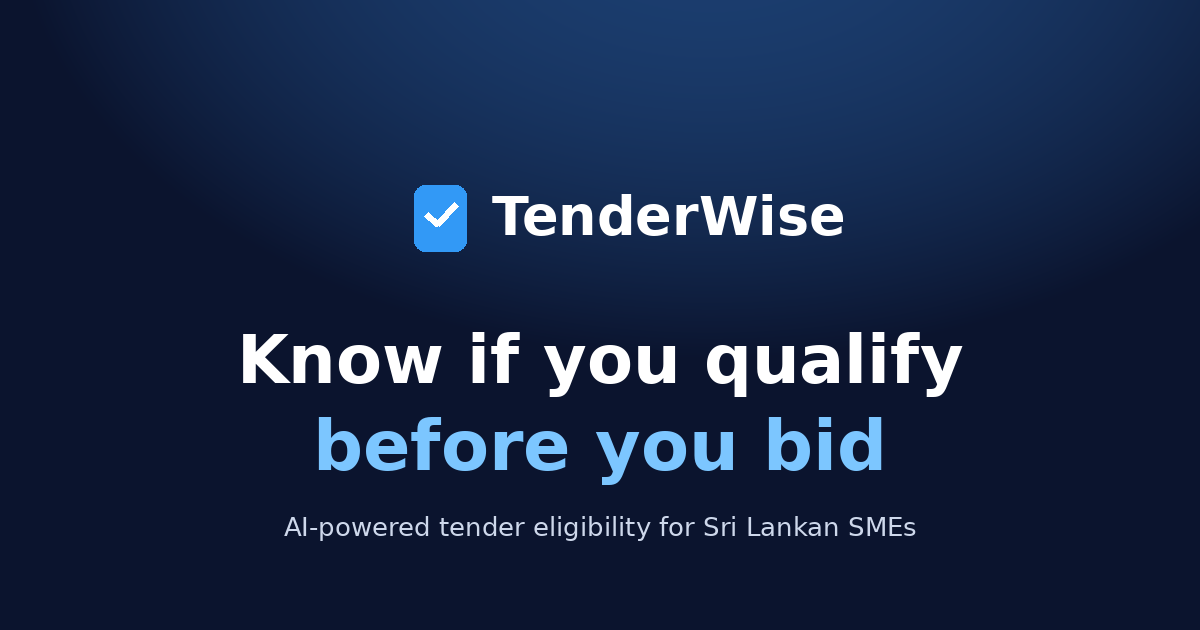 TenderWise
Know if you qualify
before you bid
AI-powered tender eligibility for Sri Lankan SMEs